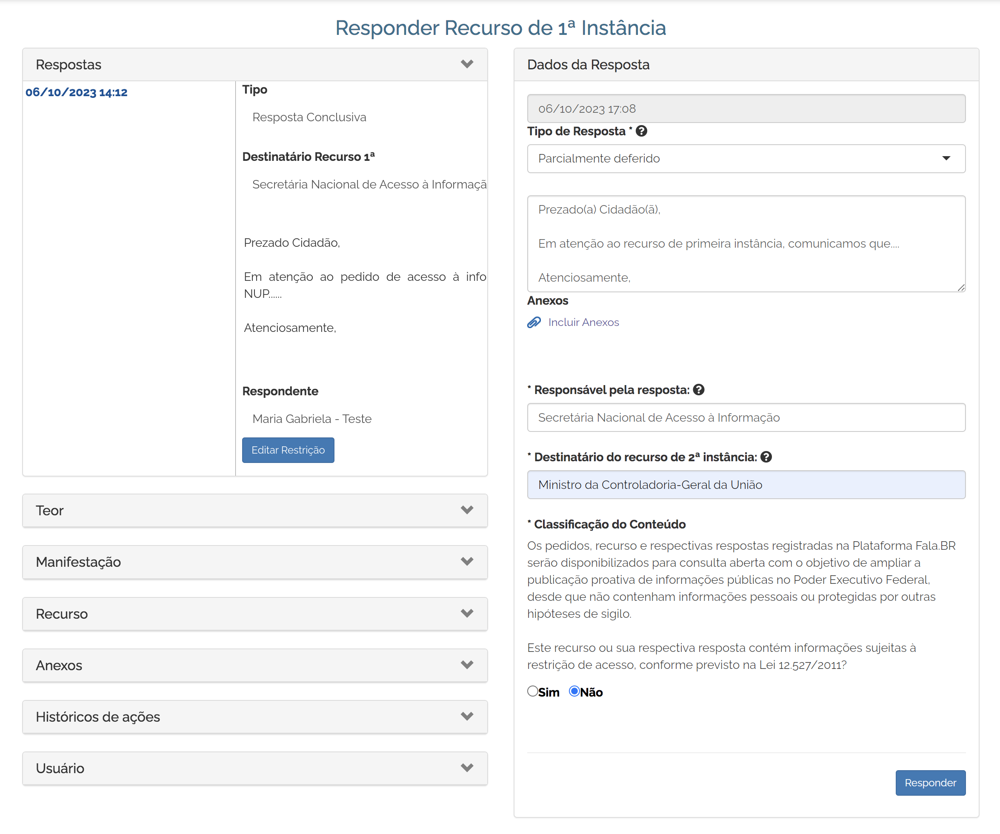 Responder Recurso de 1ª Instância
Respostas
06/10/2023 14:12
Tipo
Resposta Conclusiva
Destinatário Recurso 1ª
Secretária Nacional de Acesso à Informaçã
Prezado Cidadão,
Em atenção ao pedido de acesso à info
NUP......
Atenciosamente,
Respondente
Maria Gabriela - Teste
Editar Restrição
Teor
Manifestação
Recurso
Anexos
Históricos de ações
Usuário
Dados da Resposta
06/10/2023 17:08
Tipo de Resposta *
Parcialmente deferido
Prezado(a) Cidadão(ã),
Em atenção ao recurso de primeira instância, comunicamos que....
Atenciosamente,
Anexos
Incluir Anexos
* Responsável pela resposta:
Secretária Nacional de Acesso à Informação
* Destinatário do recurso de 2ª instância:
Ministro da Controladoria-Geral da União
* Classificação do Conteúdo
Os pedidos, recurso e respectivas respostas registradas na Plataforma Fala.BR
serão disponibilizados para consulta aberta com o objetivo de ampliar a
publicação proativa de informações públicas no Poder Executivo Federal,
desde que não contenham informações pessoais ou protegidas por outras
hipóteses de sigilo.
Este recurso ou sua respectiva resposta contém informações sujeitas à
restrição de acesso, conforme previsto na Lei 12.527/2011?
Sim Não
Responder